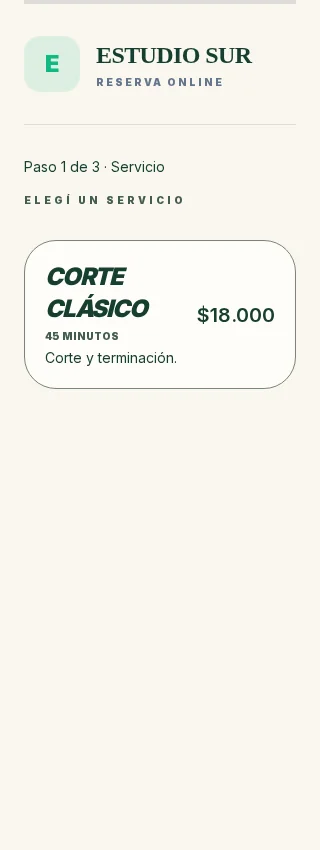 E
ESTUDIO SUR
RESERVA ONLINE
Paso 1 de 3 · Servicio
ELEGÍ UN SERVICIO
CORTE
CLÁSICO
$18.000
45 MINUTOS
Corte y terminación.